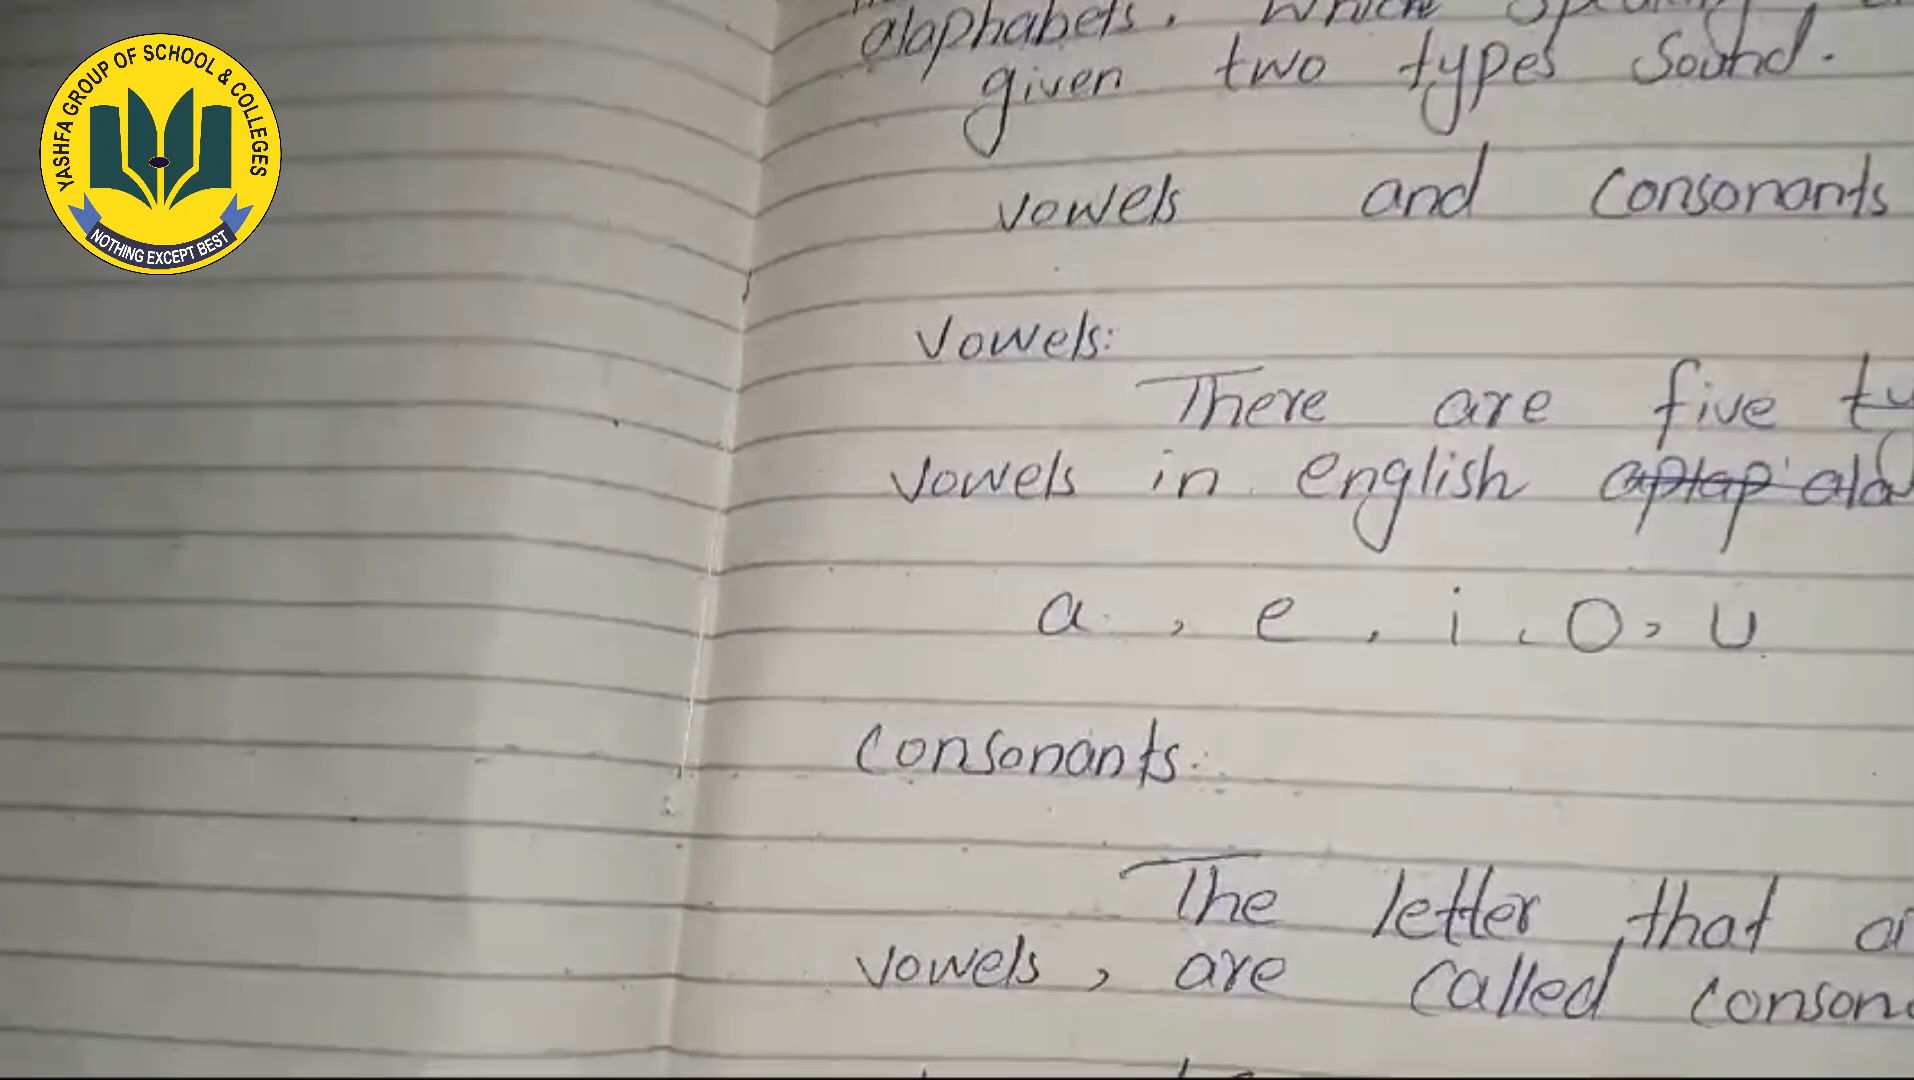 YASHFA GROUP OF SCHOOL & COLLEGES
NOTHING EXCEPT BEST
alaphabets. which
given two types sound.
vowels and consonants
Vowels:
There are five
vowels in english
a, e, i, o, u
Consonants:
The letter that
vowels, are called